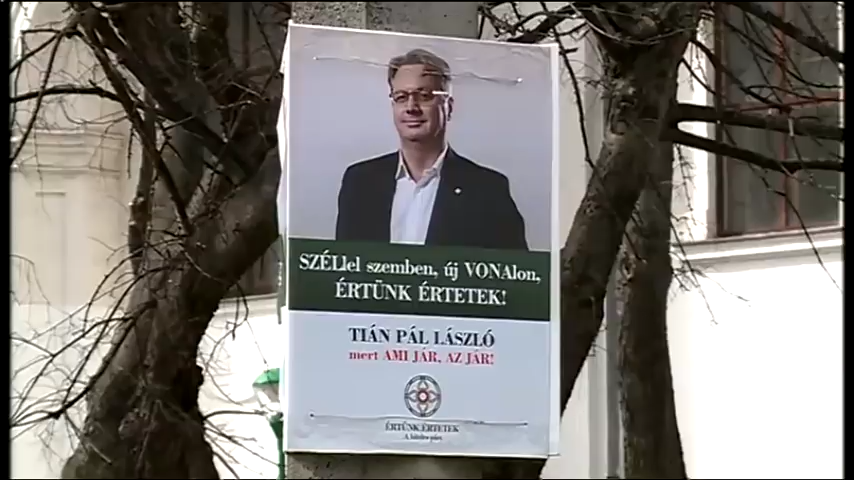 SZÉLlel szemben, új VONAlon,
ÉRTÜNK ÉRTETEK!
TIÁN PÁL LÁSZLÓ
mert AMI JÁR, AZ JÁR!
ÉRTÜNK ÉRTETEK